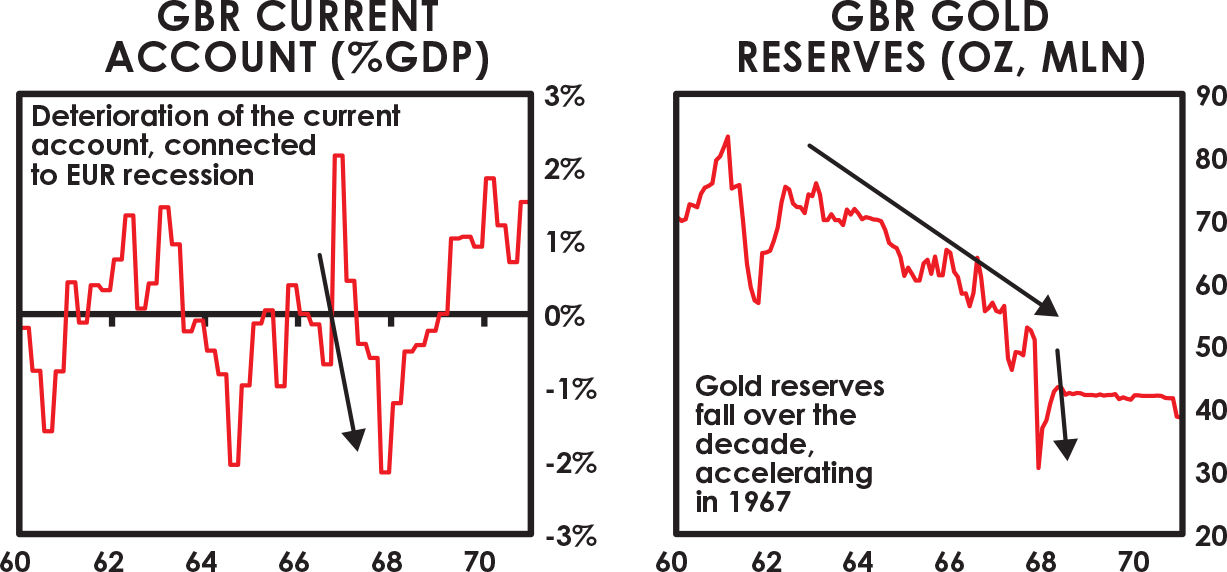 GBR CURRENT
ACCOUNT (%GDP)
Deterioration of the current
account, connected
to EUR recession
3%
2%
1%
0%
-1%
-2%
-3%
60 62 64 66 68 70
GBR GOLD
RESERVES (OZ, MLN)
Gold reserves
fall over the
decade,
accelerating
in 1967
90
80
70
60
50
40
30
20
60 62 64 66 68 70